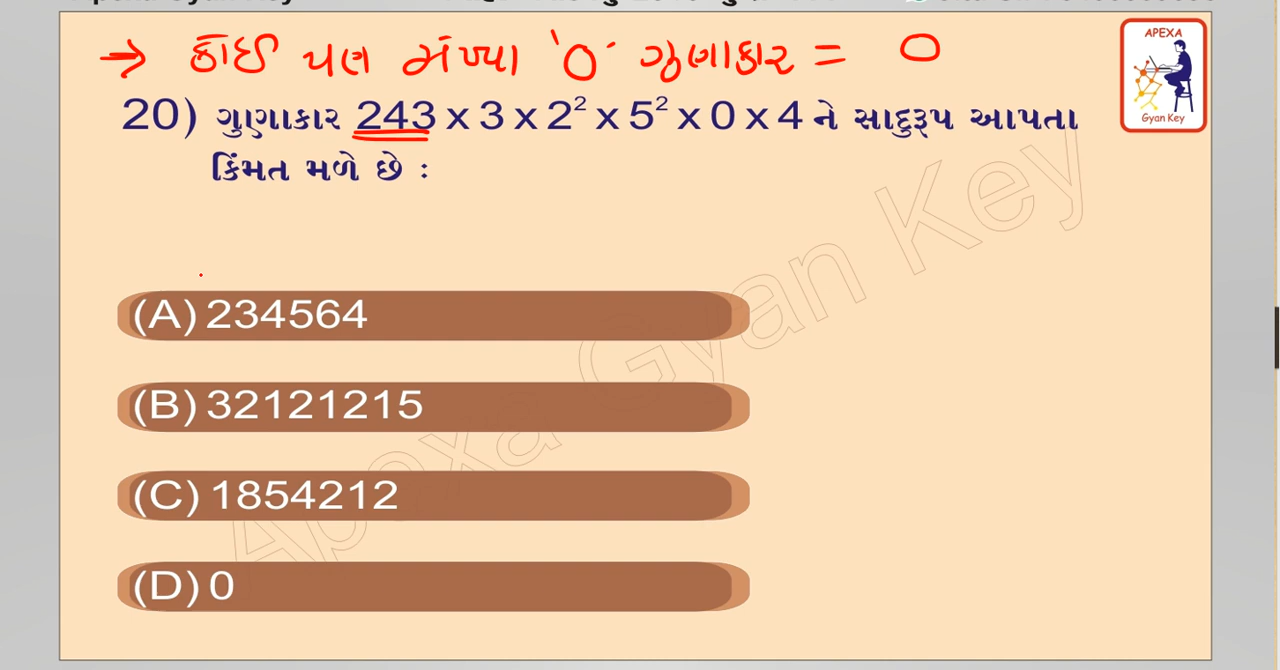 → કોઈ પણ સંખ્યા '0' ગુણાકાર = 0
APEXA
Gyan Key
20) ગુણાકાર 243 x 3 x 2² x 5² x 0 x 4 ને સાદુરૂપ આપતા
કિંમત મળે છે :
(A) 234564
(B) 32121215
(C) 1854212
(D) 0
Apexa Gyan Key